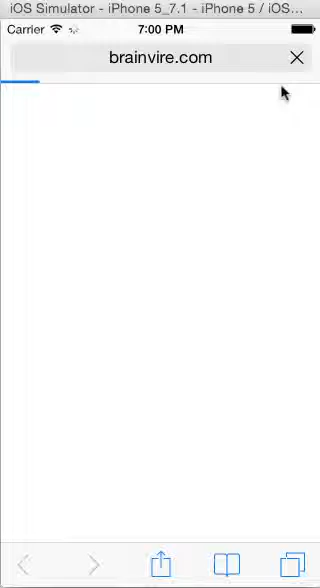 iOS Simulator - iPhone 5_7.1 - iPhone 5 / iOS...
Carrier 7:00 PM
brainvire.com